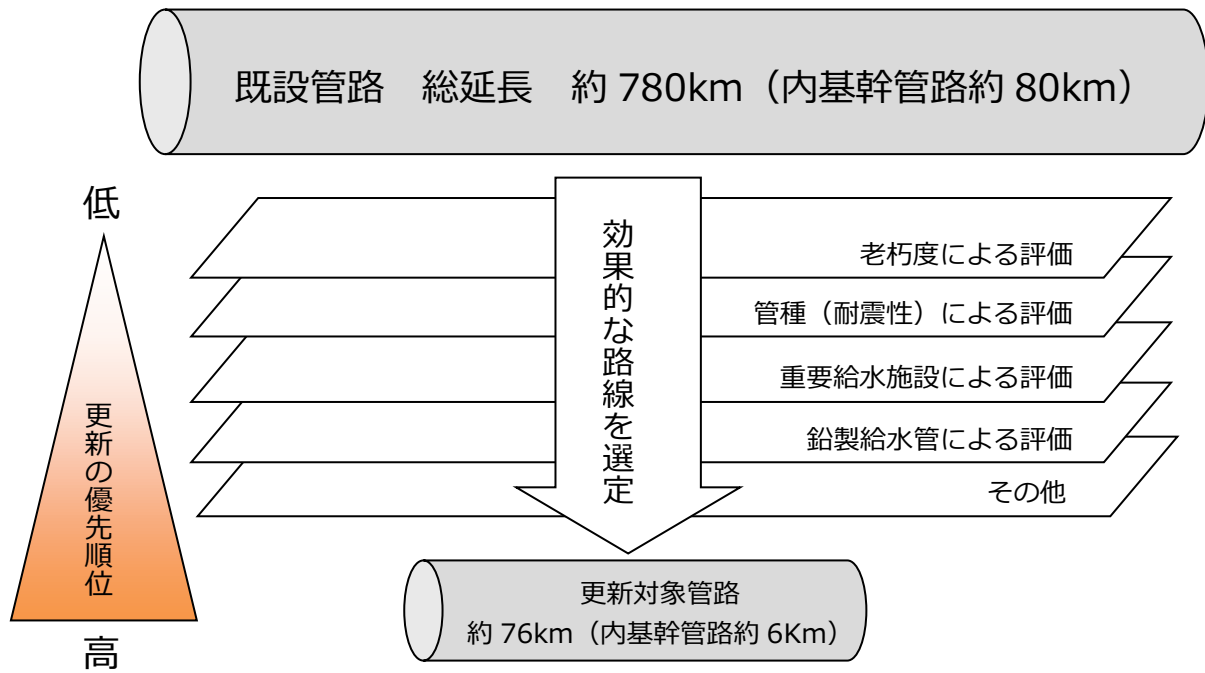 既設管路　総延長　約 780km（内基幹管路約 80km）
低
効果的な路線を選定
老朽度による評価
管種（耐震性）による評価
重要給水施設による評価
鉛製給水管による評価
その他
更新の優先順位
高
更新対象管路
約 76km（内基幹管路約 6Km）